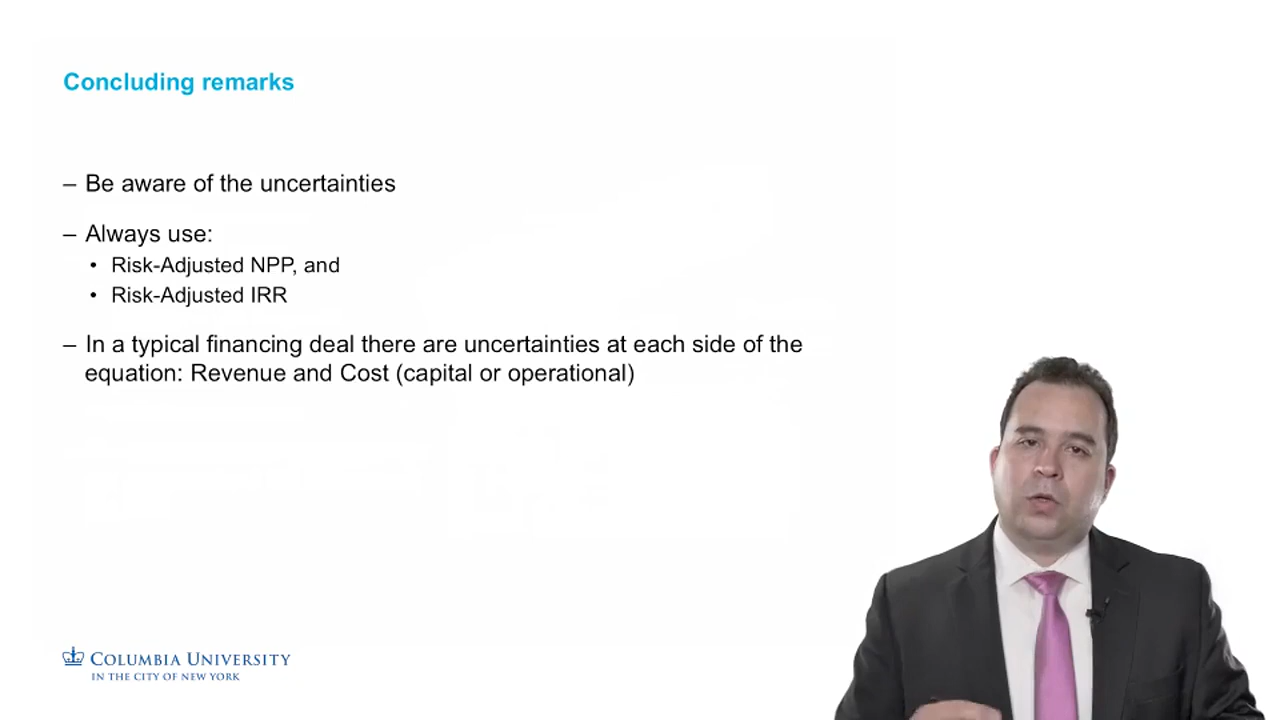 Concluding remarks
– Be aware of the uncertainties
– Always use:
• Risk-Adjusted NPP, and
• Risk-Adjusted IRR
– In a typical financing deal there are uncertainties at each side of the
equation: Revenue and Cost (capital or operational)
COLUMBIA UNIVERSITY
IN THE CITY OF NEW YORK